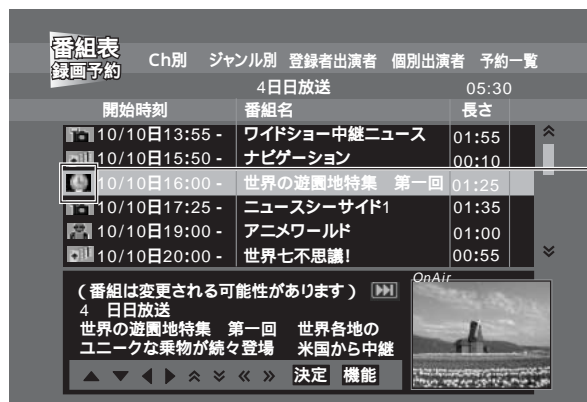 番組表
録画予約
Ch別 ジャンル別 登録者出演者 個別出演者 予約一覧
4日日放送 05:30
開始時刻 番組名 長さ
10/10日13:55 - ワイドショー中継ニュース 01:55
10/10日15:50 - ナビゲーション 00:10
10/10日16:00 - 世界の遊園地特集 第一回 01:25
10/10日17:25 - ニュースシーサイド1 01:35
10/10日19:00 - アニメワールド 01:00
10/10日20:00 - 世界七不思議! 00:55
(番組は変更される可能性があります)
OnAir
4 日日放送
世界の遊園地特集 第一回 世界各地の
ユニークな乗物が続々登場 米国から中継
決定 機能